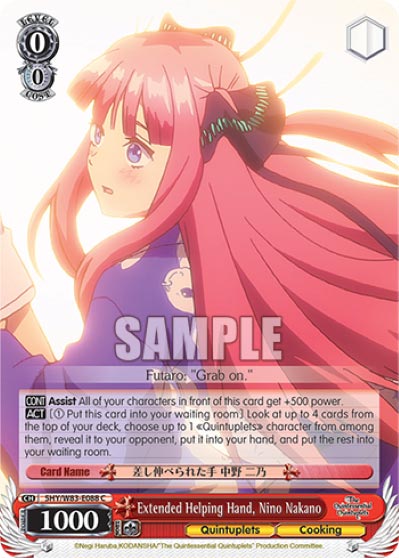 LEVEL
0
0
COST
SAMPLE
Futaro: "Grab on."
CONT Assist All of your characters in front of this card get +500 power.
ACT [① Put this card into your waiting room] Look at up to 4 cards
from the top of your deck, choose up to 1 «Quintuplets» character from among
them, reveal it to your opponent, put it into your hand, and put the rest
into your waiting room.
Card Name 差し伸べられた手 中野 二乃
CH 5HY/W83-E088 C
Extended Helping Hand, Nino Nakano
The Quintessential Quintuplets
1000
Quintuplets Cooking
©Negi Haruba,KODANSHA/"The Quintessential Quintuplets" Production Committee